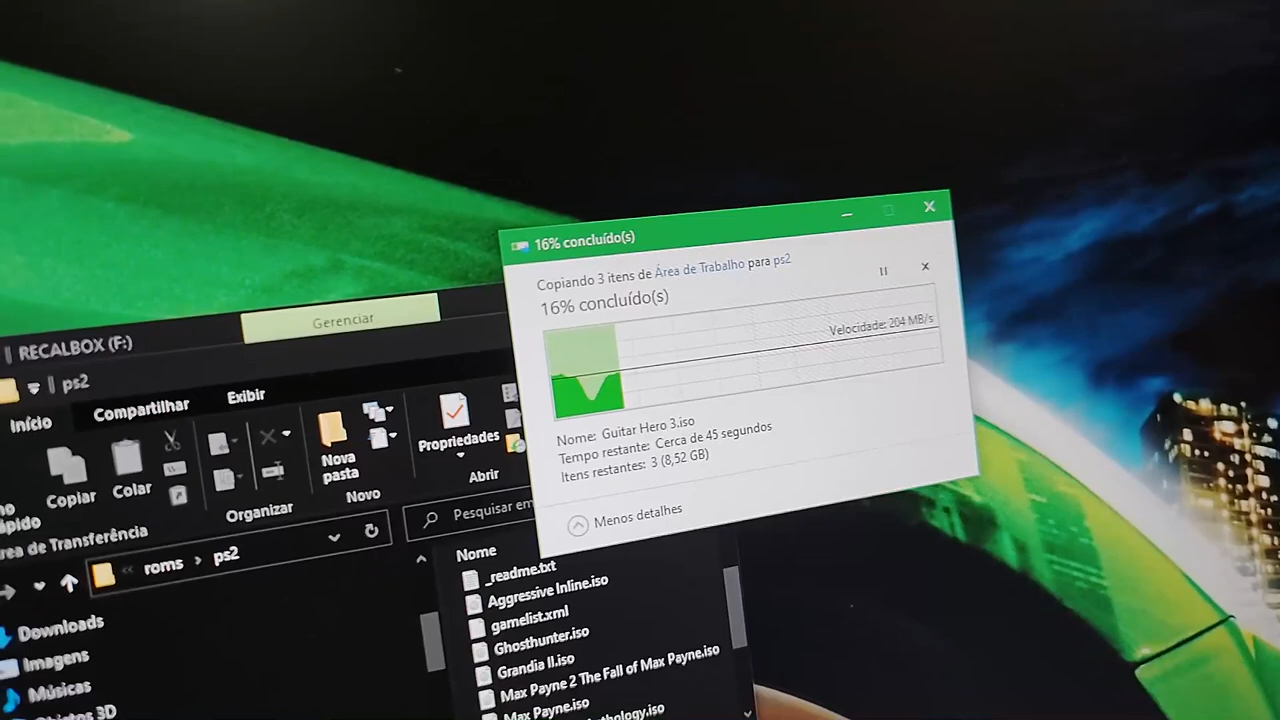 16% concluído(s)
Copiando 3 itens de Área de Trabalho para ps2
16% concluído(s)
Velocidade: 204 MB/s
Nome: Guitar Hero 3.iso
Tempo restante: Cerca de 45 segundos
Itens restantes: 3 (8,52 GB)
Menos detalhes
Gerenciar
RECALBOX (F:)
ps2
Início
Compartilhar
Exibir
Copiar
Colar
Nova
pasta
Propriedades
Organizar
Novo
Abrir
de Transferência
roms
ps2
Pesquisar em
Downloads
Imagens
Músicas
3D
Nome
_readme.txt
Aggressive Inline.iso
gamelist.xml
Ghosthunter.iso
Grandia II.iso
Max Payne 2 The Fall of Max Payne.iso
Max Payne.iso